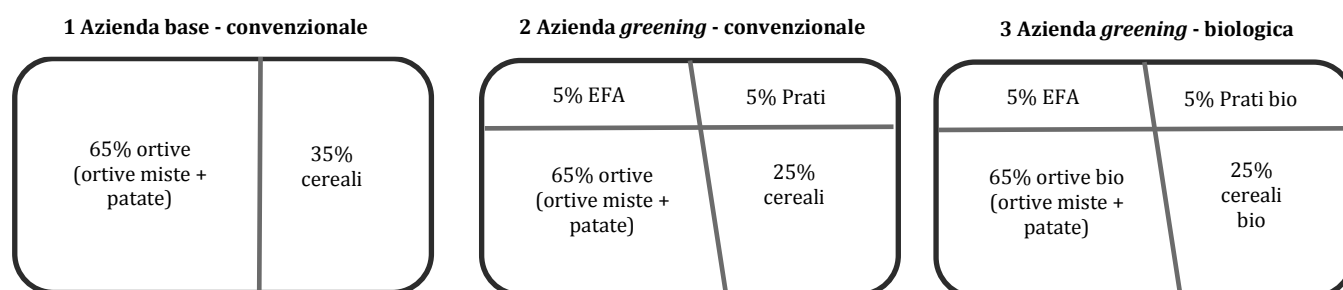 1 Azienda base - convenzionale
65% ortive
(ortive miste +
patate)
35%
cereali
2 Azienda greening - convenzionale
5% EFA
5% Prati
65% ortive
(ortive miste +
patate)
25%
cereali
3 Azienda greening - biologica
5% EFA
5% Prati bio
65% ortive bio
(ortive miste +
patate)
25%
cereali
bio